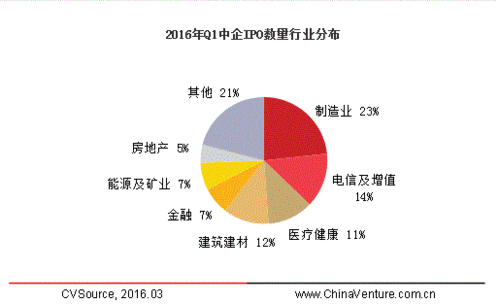 2016年Q1中企IPO数量行业分布
其他 21%
制造业 23%
房地产 5%
能源及矿业 7%
电信及增值
14%
金融 7%
医疗健康 11%
建筑建材 12%
CVSource, 2016.03
www.ChinaVenture.com.cn